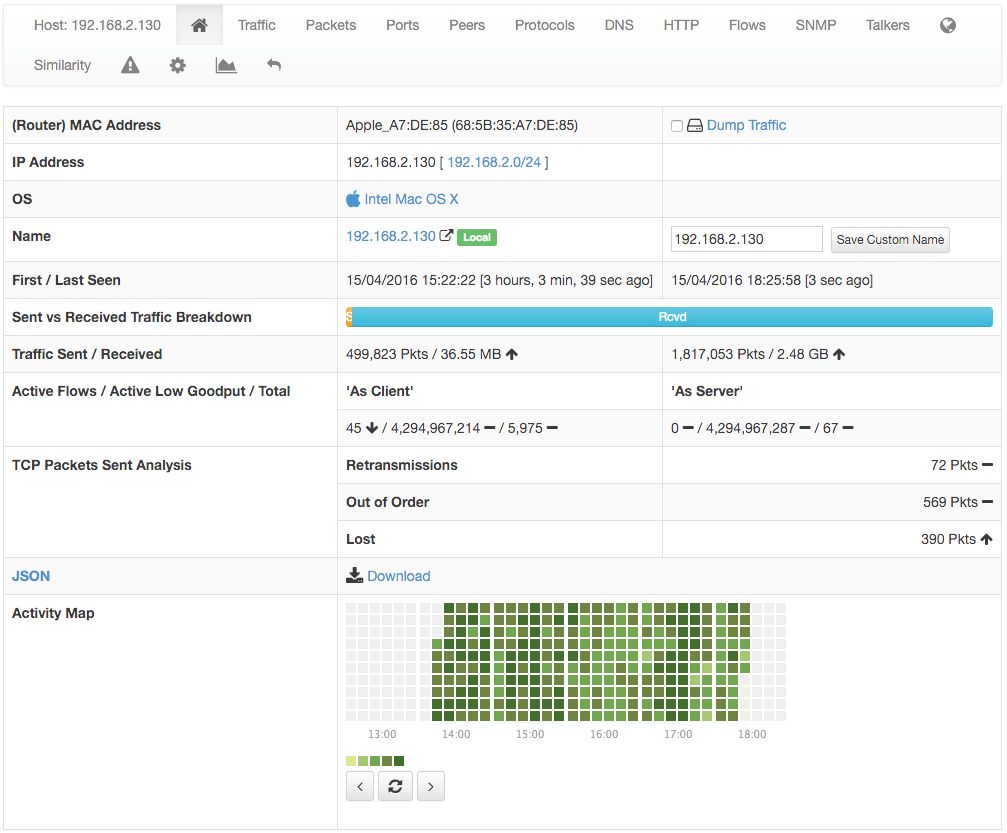 Host: 192.168.2.130 Traffic Packets Ports Peers Protocols DNS HTTP Flows SNMP Talkers
Similarity
(Router) MAC Address Apple_A7:DE:85 (68:5B:35:A7:DE:85) Dump Traffic
IP Address 192.168.2.130 [ 192.168.2.0/24 ]
OS Intel Mac OS X
Name 192.168.2.130 Local 192.168.2.130 Save Custom Name
First / Last Seen 15/04/2016 15:22:22 [3 hours, 3 min, 39 sec ago] 15/04/2016 18:25:58 [3 sec ago]
Sent vs Received Traffic Breakdown S Rcvd
Traffic Sent / Received 499,823 Pkts / 36.55 MB 1,817,053 Pkts / 2.48 GB
Active Flows / Active Low Goodput / Total 'As Client' 'As Server'
45 / 4,294,967,214 / 5,975 0 / 4,294,967,287 / 67
TCP Packets Sent Analysis Retransmissions 72 Pkts
Out of Order 569 Pkts
Lost 390 Pkts
JSON Download
Activity Map
13:00 14:00 15:00 16:00 17:00 18:00